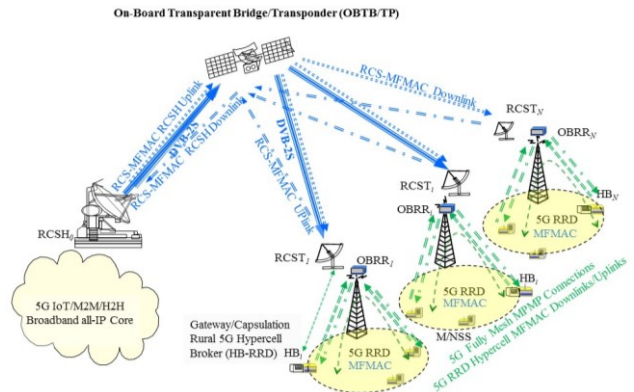 On-Board Transparent Bridge/Transponder (OBTB/TP)
RCS-MFMAC Downlink
RCST_N
OBRR_N
RCS-MFMAC RCSH Uplink
DVB-2S
RCS-MFMAC RCSH Downlink
DVB-2S
RCS-MFMAC UPlink
RCST_i
HB_N
OBRR_i
5G RRD
MFMAC
RCSH_0
RCST_1
OBRR_1
HB_i
5G RRD
MFMAC
5G IoT/M2M/H2H
Broadband all-IP Core
Gateway/Capsulation
Rural 5G Hypercell
Broker (HB-RRD)
HB_1
M/NSS
5G RRD
MFMAC
5G Fully Mesh MPMP Connections
5G RRD Hypercell MFMAC Downlinks/Uplinks